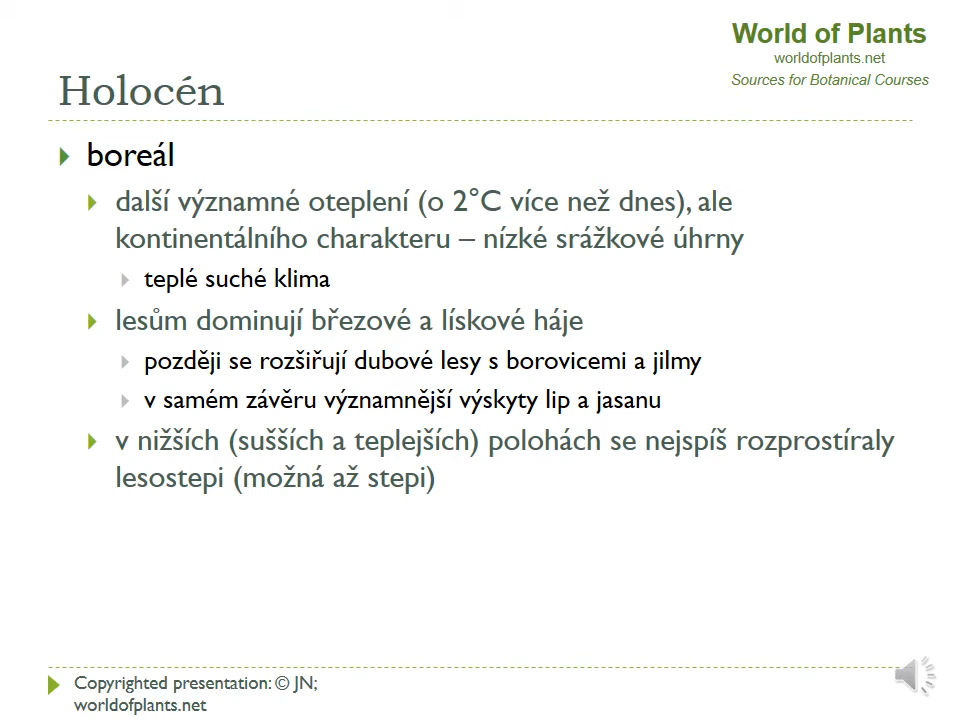 World of Plants
worldofplants.net
Sources for Botanical Courses
Holocén
boreál
další významné oteplení (o 2°C více než dnes), ale
kontinentálního charakteru – nízké srážkové úhrny
teplé suché klima
lesům dominují březové a lískové háje
později se rozšiřují dubové lesy s borovicemi a jilmy
v samém závěru významnější výskyty lip a jasanu
v nižších (sušších a teplejších) polohách se nejspíš rozprostíraly
lesostepi (možná až stepi)
Copyrighted presentation: © JN;
worldofplants.net